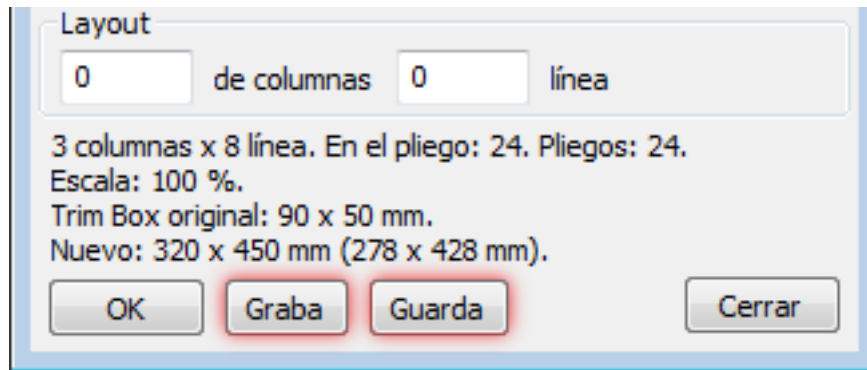 Layout
0 de columnas 0 línea
3 columnas x 8 línea. En el pliego: 24. Pliegos: 24.
Escala: 100 %.
Trim Box original: 90 x 50 mm.
Nuevo: 320 x 450 mm (278 x 428 mm).
OK Graba Guarda Cerrar